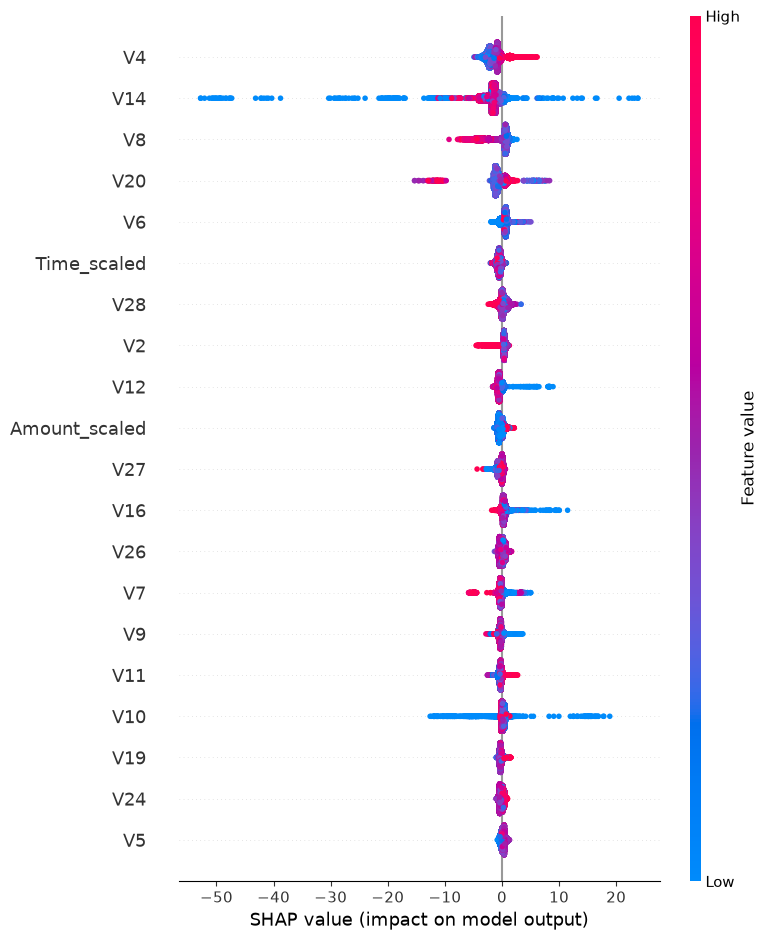 High
V4
V14
V8
V20
V6
Time_scaled
V28
V2
V12
Amount_scaled
V27
V16
V26
V7
V9
V11
V10
V19
V24
V5
Feature value
Low
−50 −40 −30 −20 −10 0 10 20
SHAP value (impact on model output)